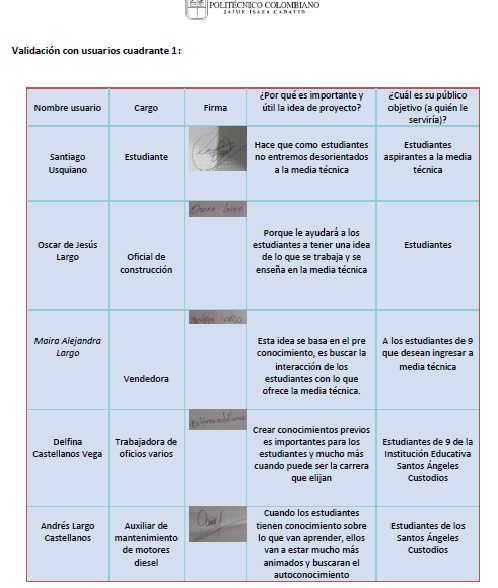 POLITÉCNICO COLOMBIANO
JAIME ISAZA CADAVID
Validación con usuarios cuadrante 1:
Nombre usuario
Cargo
Firma
¿Por qué es importante y
útil la idea de proyecto?
¿Cuál es su público
objetivo (a quién le
serviría)?
Santiago
Usquiano
Estudiante
Hace que como estudiantes
no entremos desorientados
a la media técnica
Estudiantes
aspirantes a la media
técnica
Oscar de Jesús
Largo
Oficial de
construcción
Oscar Largo
Porque le ayudará a los
estudiantes a tener una idea
de lo que se trabaja y se
enseña en la media técnica
Estudiantes
Maira Alejandra
Largo
Vendedora
Esta idea se basa en el pre
conocimiento, es buscar la
interacción de los
estudiantes con lo que
ofrece la media técnica.
A los estudiantes de 9
que desean ingresar a
media técnica
Delfina
Castellanos Vega
Trabajadora de
oficios varios
Crear conocimientos previos
es importantes para los
estudiantes y mucho más
cuando puede ser la carrera
que elijan
Estudiantes de 9 de la
Institución Educativa
Santos Ángeles
Custodios
Andrés Largo
Castellanos
Auxiliar de
mantenimiento
de motores
diesel
Cuando los estudiantes
tienen conocimiento sobre
lo que van aprender, ellos
van a estar mucho más
animados y buscaran el
autoconocimiento
Estudiantes de los
Santos Ángeles
Custodios